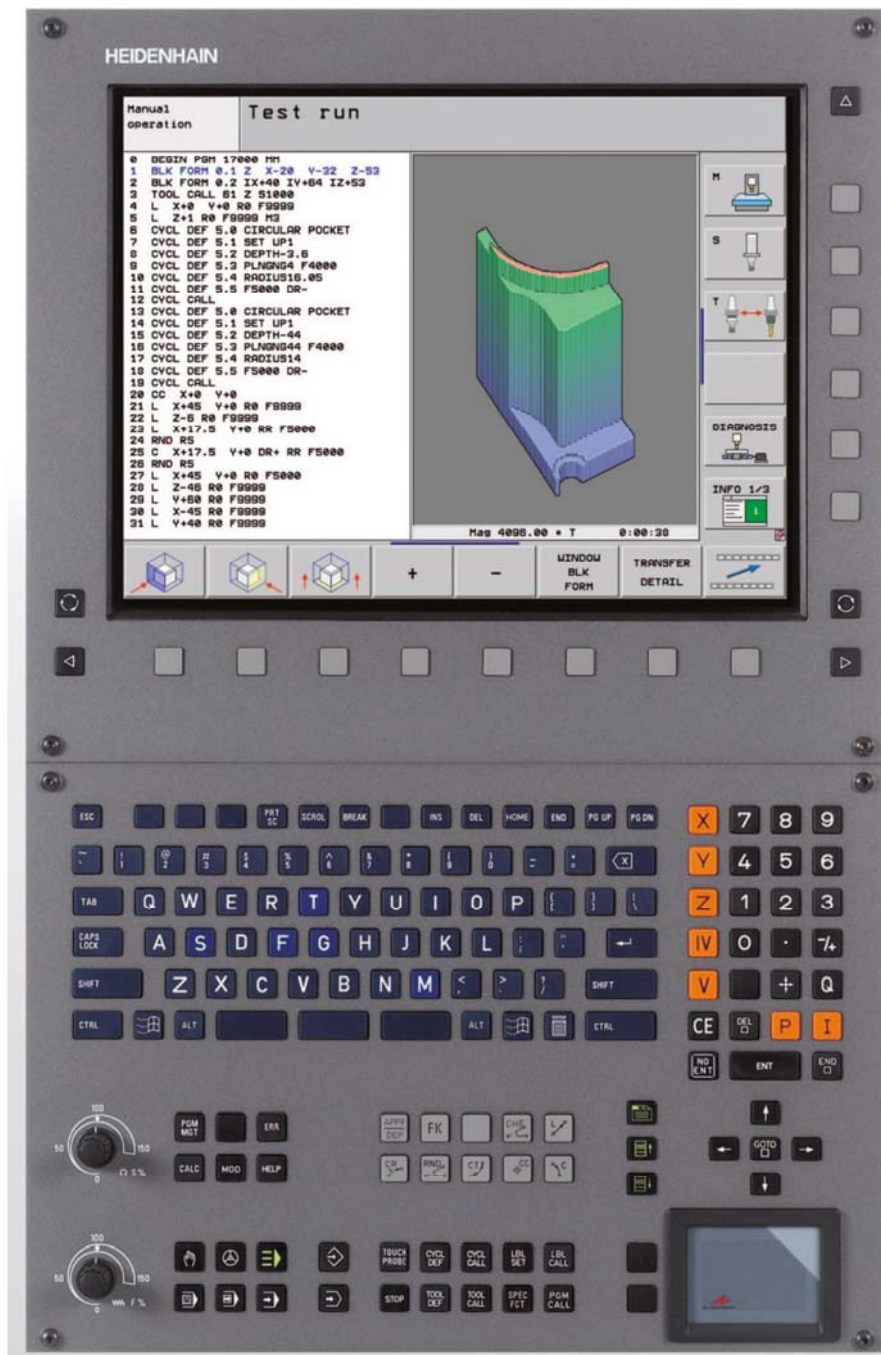 HEIDENHAIN
Manual operation
Test run
0 BEGIN PGM 17000 MM
1 BLK FORM 0.1 Z X-20 Y-32 Z-53
2 BLK FORM 0.2 IX+40 IY+64 IZ+53
3 TOOL CALL 61 Z S1000
4 L X+0 Y+0 R0 F9999
5 L Z+1 R0 F9999 M3
6 CYCL DEF 5.0 CIRCULAR POCKET
7 CYCL DEF 5.1 SET UP1
8 CYCL DEF 5.2 DEPTH-3.6
9 CYCL DEF 5.3 PLNGNG4 F4000
10 CYCL DEF 5.4 RADIUS16.05
11 CYCL DEF 5.5 F5000 DR-
12 CYCL CALL
13 CYCL DEF 5.0 CIRCULAR POCKET
14 CYCL DEF 5.1 SET UP1
15 CYCL DEF 5.2 DEPTH-44
16 CYCL DEF 5.3 PLNGNG44 F4000
17 CYCL DEF 5.4 RADIUS14
18 CYCL DEF 5.5 F5000 DR-
19 CYCL CALL
20 CC X+0 Y+0
21 L X+45 Y+0 R0 F9999
22 L Z-6 R0 F9999
23 L X+17.5 Y+0 RR F5000
24 RND R5
25 C X+17.5 Y+0 DR+ RR F5000
26 RND R5
27 L X+45 Y+0 R0 F5000
28 L Z-46 R0 F9999
29 L Y+60 R0 F9999
30 L X-45 R0 F9999
31 L Y+40 R0 F9999
Mag 4096.00 * T 0:00:30
M
S
T
DIAGNOSIS
INFO 1/3
+ - WINDOW BLK FORM TRANSFER DETAIL
ESC PRT SC SCROL BREAK INS DEL HOME END PG UP PG DN
X 7 8 9
~ ! 1 @ 2 # 3 $ 4 % 5 ^ 6 & 7 * 8 ( 9 ) 0 - + = X
Y 4 5 6
TAB Q W E R T Y U I O P { [ } ] | \
Z 1 2 3
CAPS LOCK A S D F G H J K L : ;
IV 0 . -/+
SHIFT Z X C V B N M < , > . ? / SHIFT
V Q
CTRL ALT ALT CTRL
CE DEL P I
NO ENT ENT END
50 100 150 0 S %
PGM MGT ERR
APPR DEP FK CHF L
CALC MOD HELP
CR RND CT CC C
GOTO
50 100 150 0 F %
TOUCH PROBE CYCL DEF CYCL CALL LBL SET LBL CALL
STOP TOOL DEF TOOL CALL SPEC FCT PGM CALL